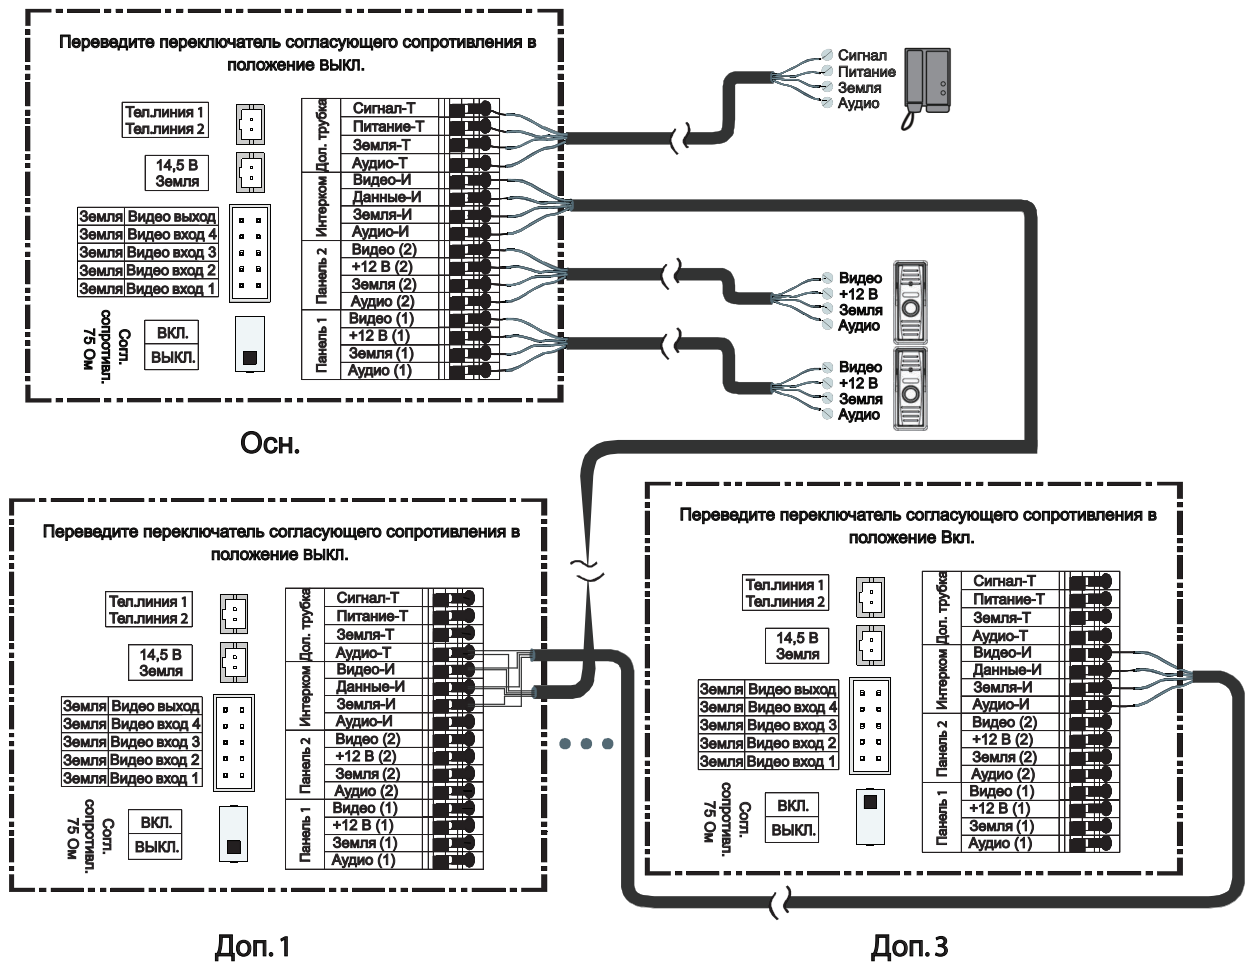 Переведите переключатель согласующего сопротивления в
положение ВЫКЛ.
Тел.линия 1
Тел.линия 2
14,5 В
Земля
Земля Видео выход
Земля Видео вход 4
Земля Видео вход 3
Земля Видео вход 2
Земля Видео вход 1
Согл.
сопротивл.
75 Ом
ВКЛ.
ВЫКЛ.
Доп. трубка
Сигнал-Т
Питание-Т
Земля-Т
Аудио-Т
Интерком
Видео-И
Данные-И
Земля-И
Аудио-И
Панель 2
Видео (2)
+12 В (2)
Земля (2)
Аудио (2)
Панель 1
Видео (1)
+12 В (1)
Земля (1)
Аудио (1)
Сигнал
Питание
Земля
Аудио
Видео
+12 В
Земля
Аудио
Видео
+12 В
Земля
Аудио
Осн.
Переведите переключатель согласующего сопротивления в
положение ВЫКЛ.
Тел.линия 1
Тел.линия 2
14,5 В
Земля
Земля Видео выход
Земля Видео вход 4
Земля Видео вход 3
Земля Видео вход 2
Земля Видео вход 1
Согл.
сопротивл.
75 Ом
ВКЛ.
ВЫКЛ.
Доп. трубка
Сигнал-Т
Питание-Т
Земля-Т
Аудио-Т
Интерком
Видео-И
Данные-И
Земля-И
Аудио-И
Панель 2
Видео (2)
+12 В (2)
Земля (2)
Аудио (2)
Панель 1
Видео (1)
+12 В (1)
Земля (1)
Аудио (1)
Доп. 1
Переведите переключатель согласующего сопротивления в
положение Вкл.
Тел.линия 1
Тел.линия 2
14,5 В
Земля
Земля Видео выход
Земля Видео вход 4
Земля Видео вход 3
Земля Видео вход 2
Земля Видео вход 1
Согл.
сопротивл.
75 Ом
ВКЛ.
ВЫКЛ.
Доп. трубка
Сигнал-Т
Питание-Т
Земля-Т
Аудио-Т
Интерком
Видео-И
Данные-И
Земля-И
Аудио-И
Панель 2
Видео (2)
+12 В (2)
Земля (2)
Аудио (2)
Панель 1
Видео (1)
+12 В (1)
Земля (1)
Аудио (1)
Доп. 3